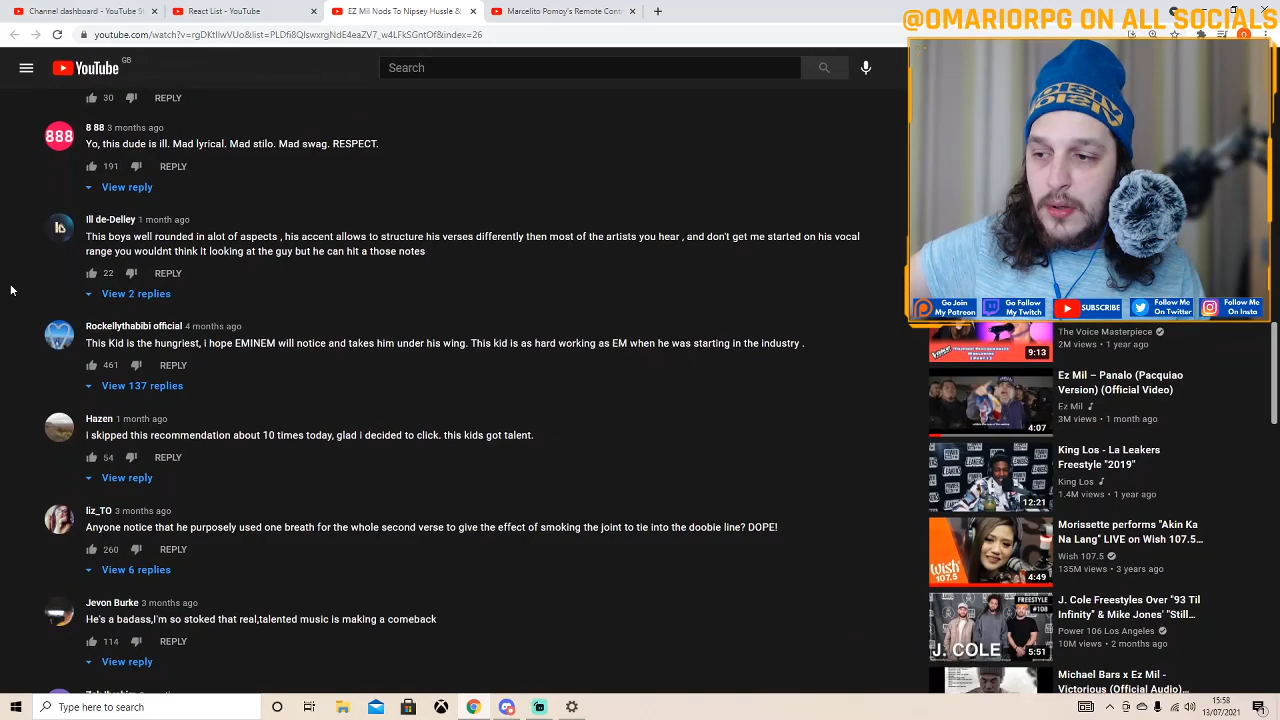 @OMARIORPG ON ALL SOCIALS
Channel dashboard - YouTube St
React List - YouTube
EZ Mil Nods To Nipsey Hussle &
Marcelito Pomoy's Remote Cont
GB
YouTube
Search
30
REPLY
888
8 88 3 months ago
Yo, this dude is ill. Mad lyrical. Mad stilo. Mad swag. RESPECT.
191
REPLY
View reply
Ill de-Delley 1 month ago
This boys well rounded in alot of aspects , his accent allows to structure his verses differently then most of the artists you hear , and don't get me started on his vocal
range you wouldnt think it looking at the guy but he can hit a those notes
22
REPLY
View 2 replies
Rockellythabibi official 4 months ago
This Kid is the hungriest, i hope EMINEM will notice and takes him under his wing. This kid is as hard working as EM when he was starting in the industry .
461
REPLY
View 137 replies
Hazen 1 month ago
I skipped this recommendation about 10 times today, glad i decided to click. this kids got talent.
54
REPLY
View reply
liz_TO 3 months ago
Anyone notice that he purposely used one breath for the whole second verse to give the effect of smoking the joint to tie into the doobie line? DOPE!
260
REPLY
View 6 replies
Jevon Burke 3 months ago
He's a badass,I'm so stoked that real,talented music is making a comeback
114
REPLY
View reply
Go Join
My Patreon
Go Follow
My Twitch
SUBSCRIBE
Follow Me
On Twitter
Follow Me
On Insta
9:13
The Voice Masterpiece
2M views • 1 year ago
4:07
Ez Mil – Panalo (Pacquiao
Version) (Official Video)
Ez Mil
3M views • 1 month ago
12:21
King Los - La Leakers
Freestyle "2019"
King Los
1.4M views • 1 year ago
wish
107.5
4:49
Morissette performs "Akin Ka
Na Lang" LIVE on Wish 107.5...
Wish 107.5
135M views • 3 years ago
FREESTYLE
#108
J. COLE
5:51
J. Cole Freestyles Over "93 Til
Infinity" & Mike Jones' "Still...
Power 106 Los Angeles
10M views • 2 months ago
Michael Bars x Ez Mil -
Victorious (Official Audio)...
Type here to search
15:58
13/07/2021